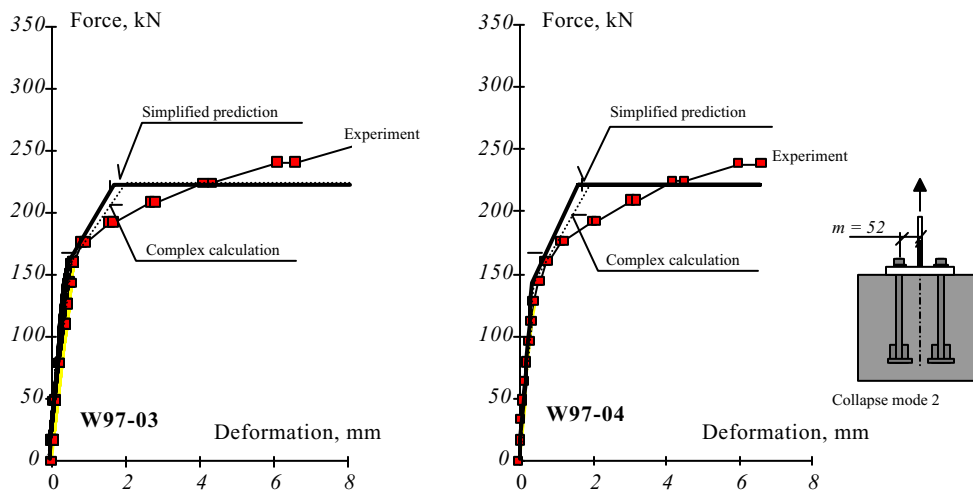 Force, kN
350
300
250
200
150
100
50
0
Simplified prediction
Experiment
Complex calculation
W97-03
Deformation, mm
0 2 4 6 8
Force, kN
350
300
250
200
150
100
50
0
Simplified prediction
Experiment
Complex calculation
W97-04
Deformation, mm
0 2 4 6 8
m = 52
Collapse mode 2